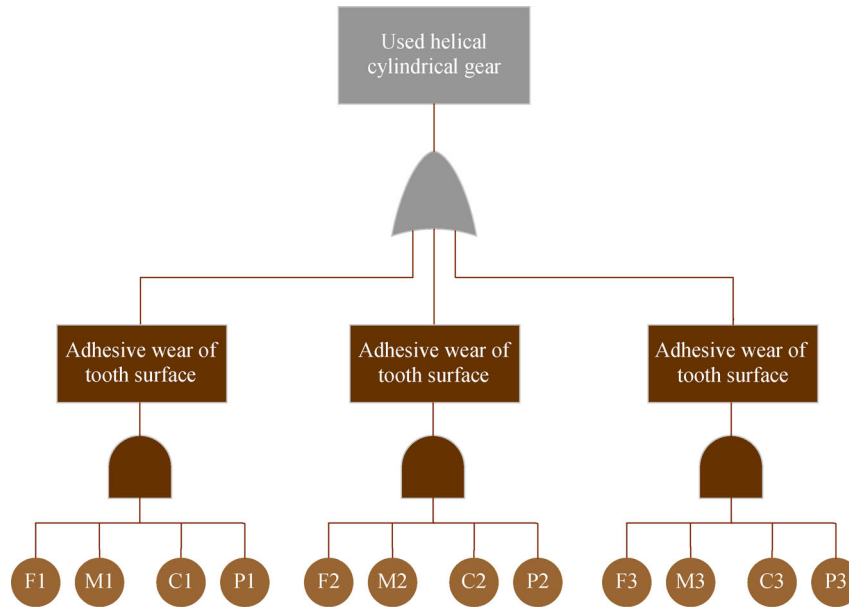 Used helical
cylindrical gear
Adhesive wear of
tooth surface
Adhesive wear of
tooth surface
Adhesive wear of
tooth surface
F1 M1 C1 P1 F2 M2 C2 P2 F3 M3 C3 P3